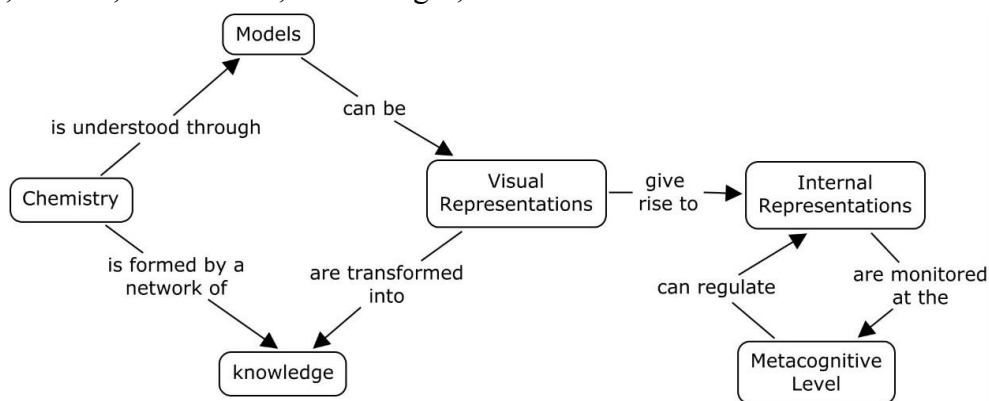 Models
can be
is understood through
Chemistry
Visual
Representations
give
rise to
Internal
Representations
is formed by a
network of
are transformed
into
can regulate
are monitored
at the
knowledge
Metacognitive
Level